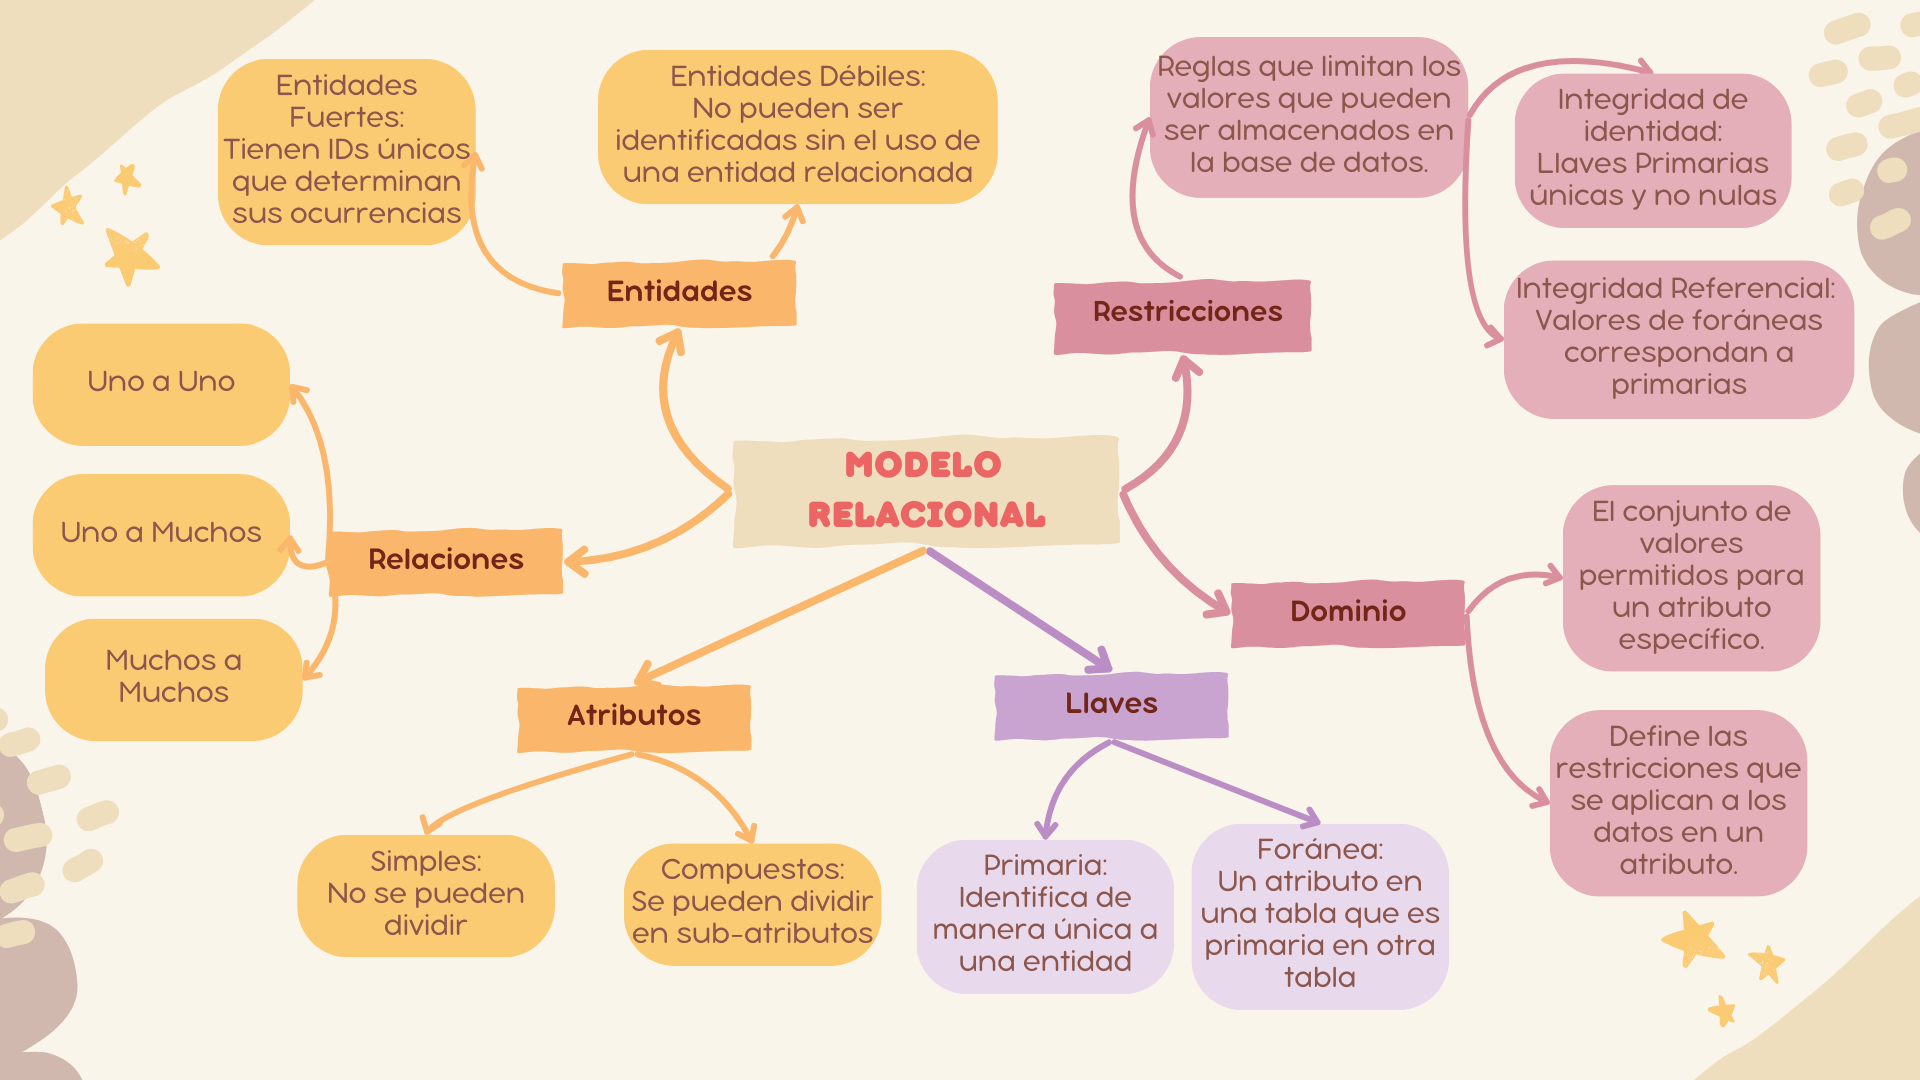 MODELO
RELACIONAL
Entidades
Entidades
Fuertes:
Tienen IDs únicos
que determinan
sus ocurrencias
Entidades Débiles:
No pueden ser
identificadas sin el uso de
una entidad relacionada
Restricciones
Reglas que limitan los
valores que pueden
ser almacenados en
la base de datos.
Integridad de
identidad:
Llaves Primarias
únicas y no nulas
Integridad Referencial:
Valores de foráneas
correspondan a
primarias
Relaciones
Uno a Uno
Uno a Muchos
Muchos a
Muchos
Dominio
El conjunto de
valores
permitidos para
un atributo
específico.
Define las
restricciones que
se aplican a los
datos en un
atributo.
Atributos
Simples:
No se pueden
dividir
Compuestos:
Se pueden dividir
en sub-atributos
Llaves
Primaria:
Identifica de
manera única a
una entidad
Foránea:
Un atributo en
una tabla que es
primaria en otra
tabla